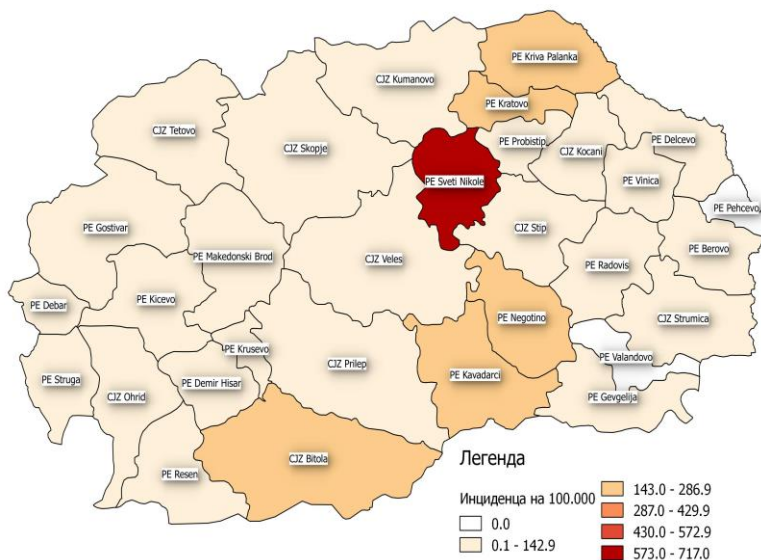 PE Kriva Palanka
CJZ Kumanovo
PE Kratovo
CJZ Tetovo
CJZ Skopje
PE Probistip
PE Delcevo
CJZ Kocani
PE Sveti Nikole
PE Vinica
PE Pehcevo
PE Gostivar
CJZ Stip
PE Makedonski Brod
CJZ Veles
PE Berovo
PE Radovis
PE Debar
PE Kicevo
PE Negotino
CJZ Strumica
PE Krusevo
PE Valandovo
CJZ Prilep
PE Kavadarci
PE Struga
PE Demir Hisar
CJZ Ohrid
PE Gevgelija
CJZ Bitola
PE Resen
Легенда
Инциденца на 100.000
0.0
0.1 - 142.9
143.0 - 286.9
287.0 - 429.9
430.0 - 572.9
573.0 - 717.0